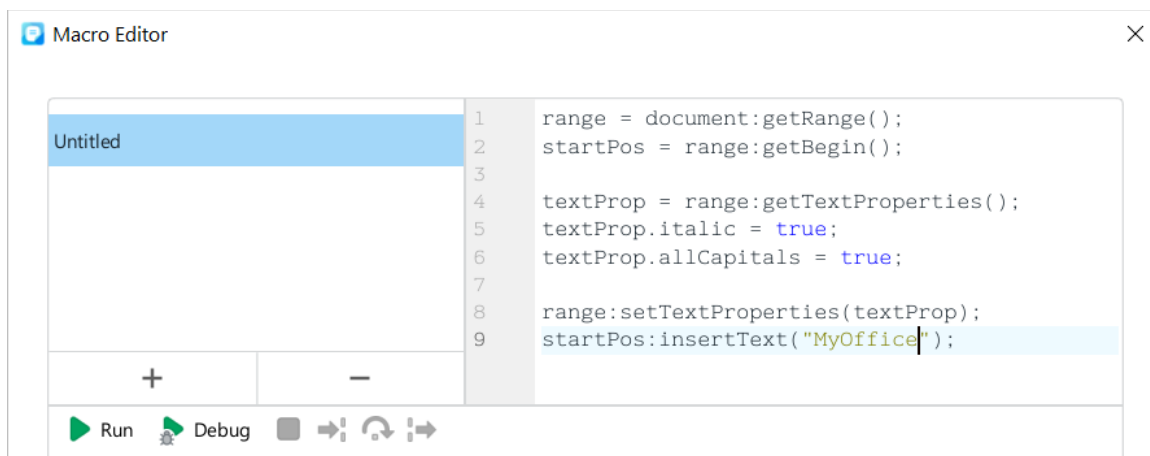 Macro Editor
Untitled
1 range = document:getRange();
2 startPos = range:getBegin();
3
4 textProp = range:getTextProperties();
5 textProp.italic = true;
6 textProp.allCapitals = true;
7
8 range:setTextProperties(textProp);
9 startPos:insertText("MyOffice");
Run Debug